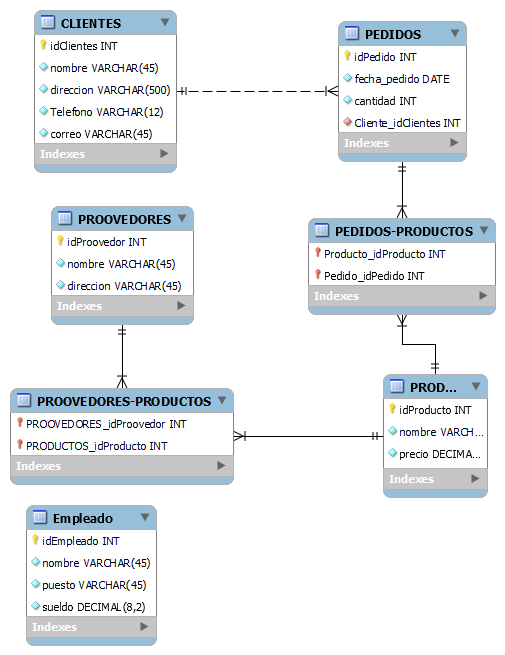 CLIENTES
idClientes INT
nombre VARCHAR(45)
direccion VARCHAR(500)
Telefono VARCHAR(12)
correo VARCHAR(45)
Indexes
PEDIDOS
idPedido INT
fecha_pedido DATE
cantidad INT
Cliente_idClientes INT
Indexes
PROOVEDORES
idProovedor INT
nombre VARCHAR(45)
direccion VARCHAR(45)
Indexes
PEDIDOS-PRODUCTOS
Producto_idProducto INT
Pedido_idPedido INT
Indexes
PROOVEDORES-PRODUCTOS
PROOVEDORES_idProovedor INT
PRODUCTOS_idProducto INT
Indexes
PROD...
idProducto INT
nombre VARCH...
precio DECIMA...
Indexes
Empleado
idEmpleado INT
nombre VARCHAR(45)
puesto VARCHAR(45)
sueldo DECIMAL(8,2)
Indexes